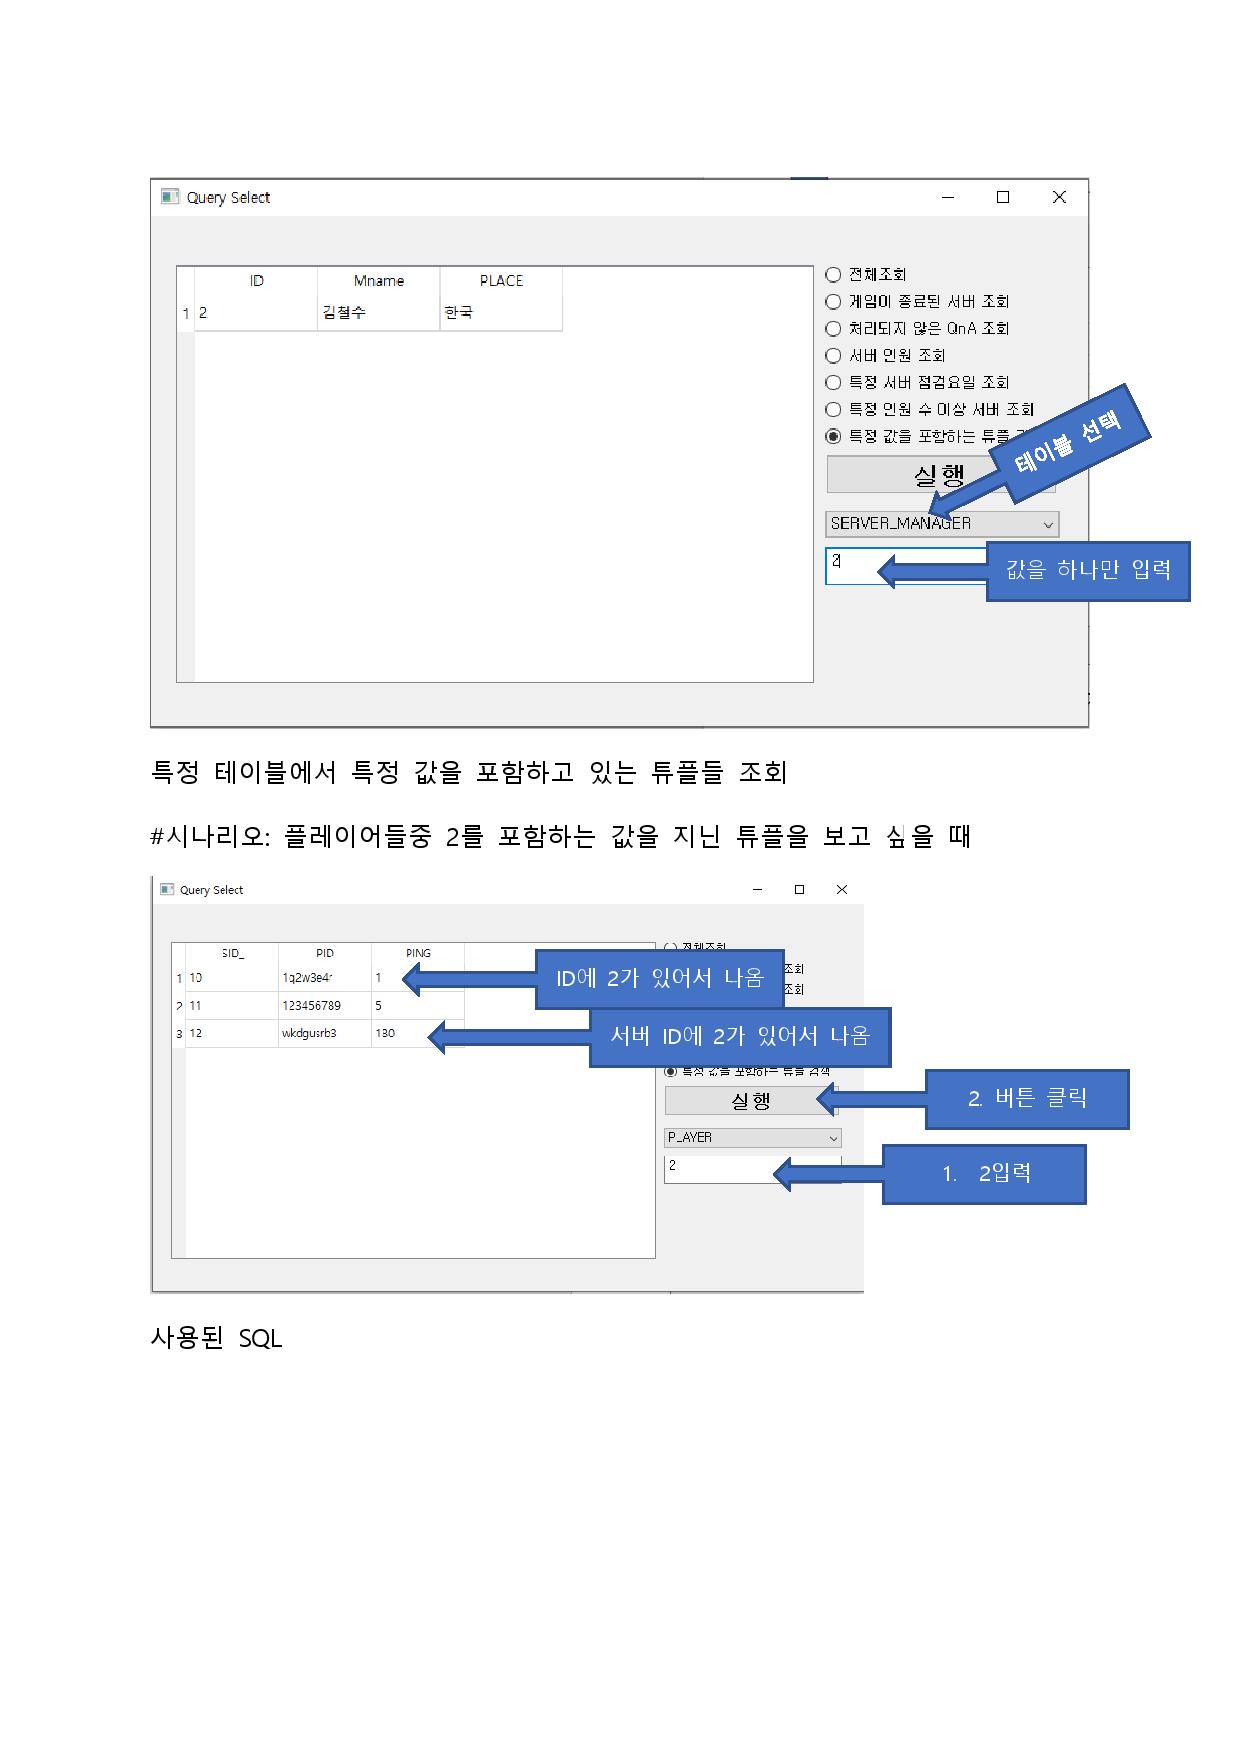 Query Select
ID Mname PLACE
1 2 김철수 한국
전체조회
게임이 종료된 서버 조회
처리되지 않은 QnA 조회
서버 인원 조회
특정 서버 점검요일 조회
특정 인원 수 이상 서버 조회
특정 값을 포함하는 튜플
테이블 선택
실행
SERVER_MANAGER
2
값을 하나만 입력
특정 테이블에서 특정 값을 포함하고 있는 튜플들 조회
#시나리오: 플레이어들중 2를 포함하는 값을 지닌 튜플을 보고 싶을 때
Query Select
SID_ PID PING
전체조회
1 10 1q2w3e4r 1
ID에 2가 있어서 나옴
조회
조회
2 11 123456789 5
3 12 wkdgusrb3 130
서버 ID에 2가 있어서 나옴
특정 값을 포함하는 튜플 검색
실행
2. 버튼 클릭
PLAYER
2
1. 2입력
사용된 SQL